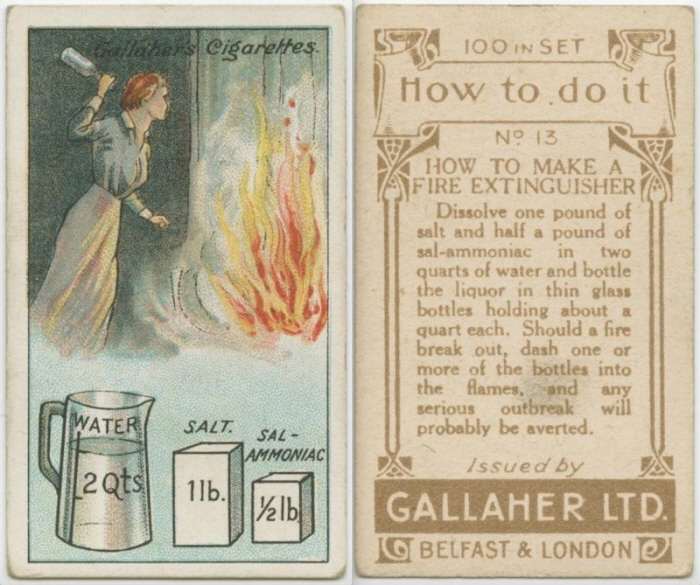 Gallaher's Cigarettes.
WATER
2 Qts
SALT.
1 lb.
SAL-
AMMONIAC
½ lb
100 IN SET
How to do it
Nº 13
HOW TO MAKE A
FIRE EXTINGUISHER
Dissolve one pound of
salt and half a pound of
sal-ammoniac in two
quarts of water and bottle
the liquor in thin glass
bottles holding about a
quart each. Should a fire
break out, dash one or
more of the bottles into
the flames, and any
serious outbreak will
probably be averted.
Issued by
GALLAHER LTD.
BELFAST & LONDON